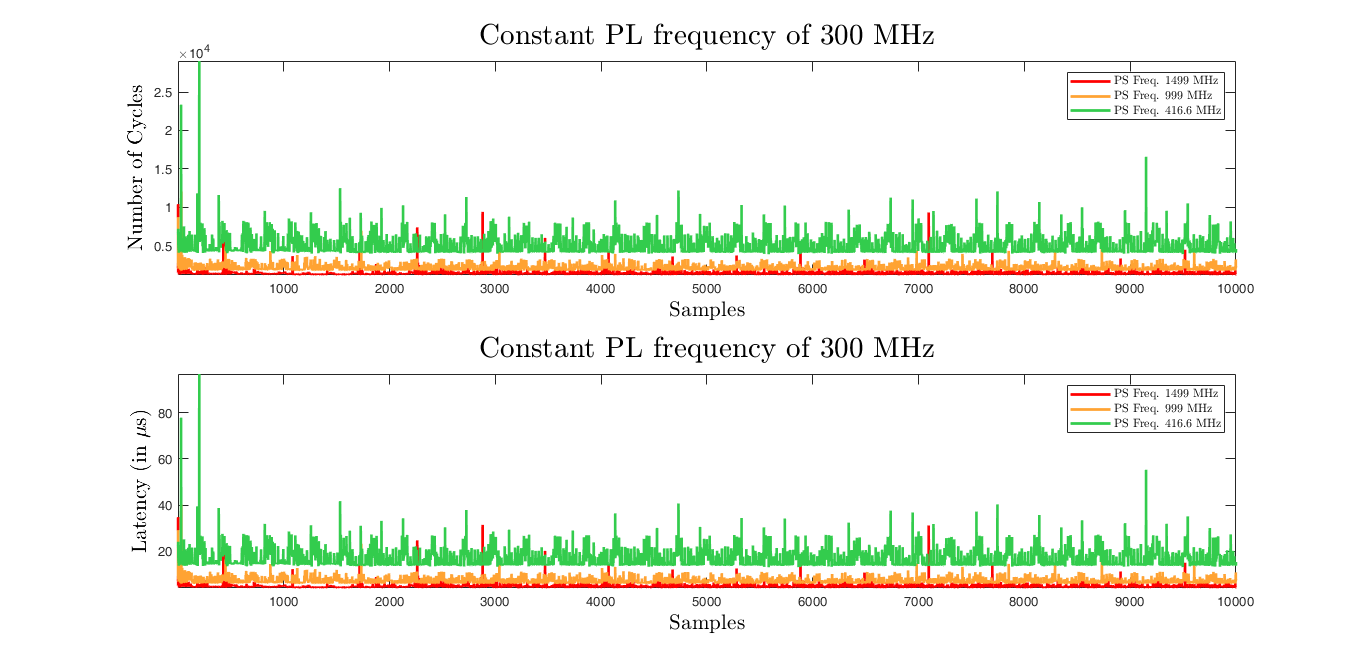 Constant PL frequency of 300 MHz
×10⁴
Number of Cycles
2.5
2
1.5
1
0.5
PS Freq. 1499 MHz
PS Freq. 999 MHz
PS Freq. 416.6 MHz
1000 2000 3000 4000 5000 6000 7000 8000 9000 10000
Samples
Constant PL frequency of 300 MHz
Latency (in μs)
80
60
40
20
PS Freq. 1499 MHz
PS Freq. 999 MHz
PS Freq. 416.6 MHz
1000 2000 3000 4000 5000 6000 7000 8000 9000 10000
Samples